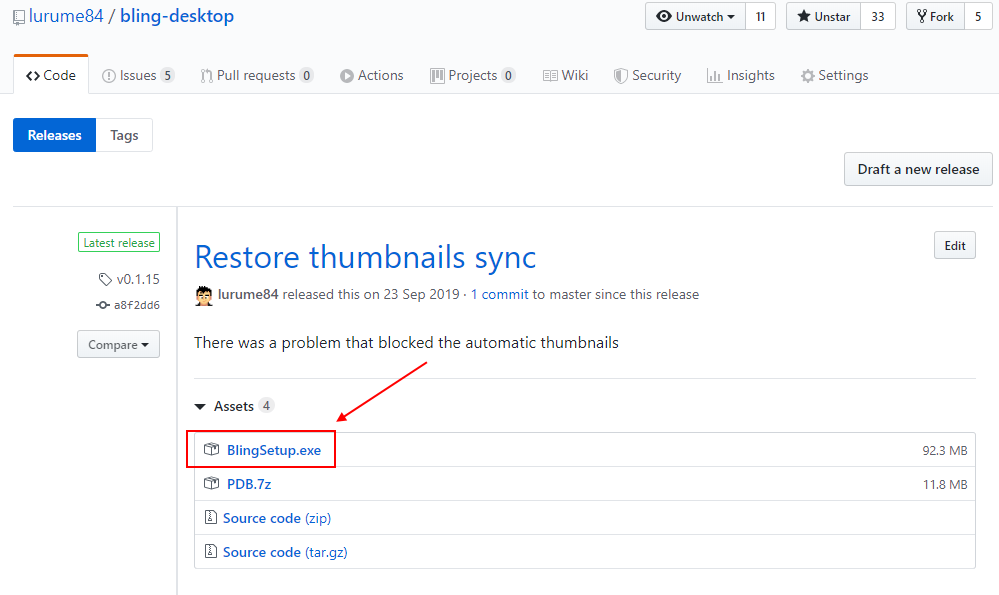 lurume84 / bling-desktop
Unwatch 11 Unstar 33 Fork 5
Code Issues 5 Pull requests 0 Actions Projects 0 Wiki Security Insights Settings
Releases Tags
Draft a new release
Latest release
v0.1.15
a8f2dd6
Compare
Restore thumbnails sync
Edit
lurume84 released this on 23 Sep 2019 · 1 commit to master since this release
There was a problem that blocked the automatic thumbnails
Assets 4
BlingSetup.exe 92.3 MB
PDB.7z 11.8 MB
Source code (zip)
Source code (tar.gz)